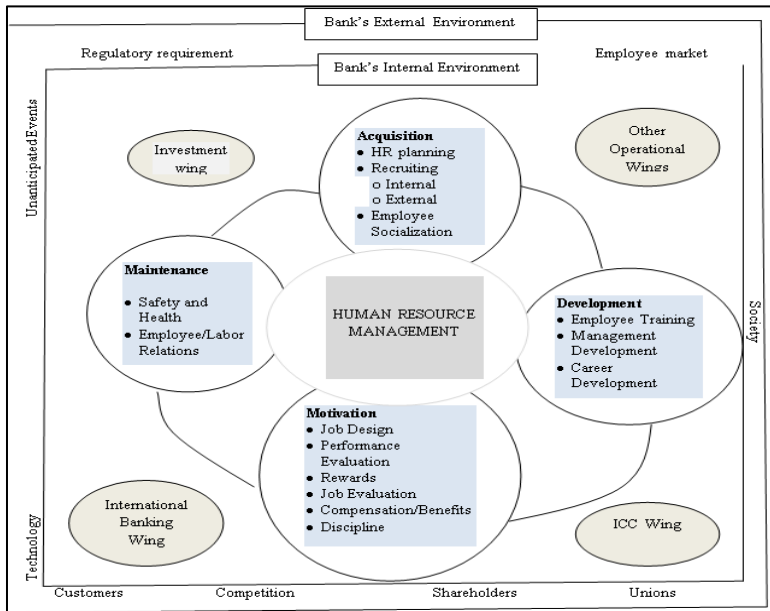 Bank's External Environment
Regulatory requirement
Employee market
Bank's Internal Environment
Unanticipated Events
Technology
Society
Investment
wing
Acquisition
● HR planning
● Recruiting
o Internal
o External
● Employee
Socialization
Other
Operational
Wings
Maintenance
● Safety and
Health
● Employee/Labor
Relations
HUMAN RESOURCE
MANAGEMENT
Development
● Employee Training
● Management
Development
● Career
Development
Motivation
● Job Design
● Performance
Evaluation
● Rewards
● Job Evaluation
● Compensation/Benefits
● Discipline
International
Banking
Wing
ICC Wing
Customers
Competition
Shareholders
Unions